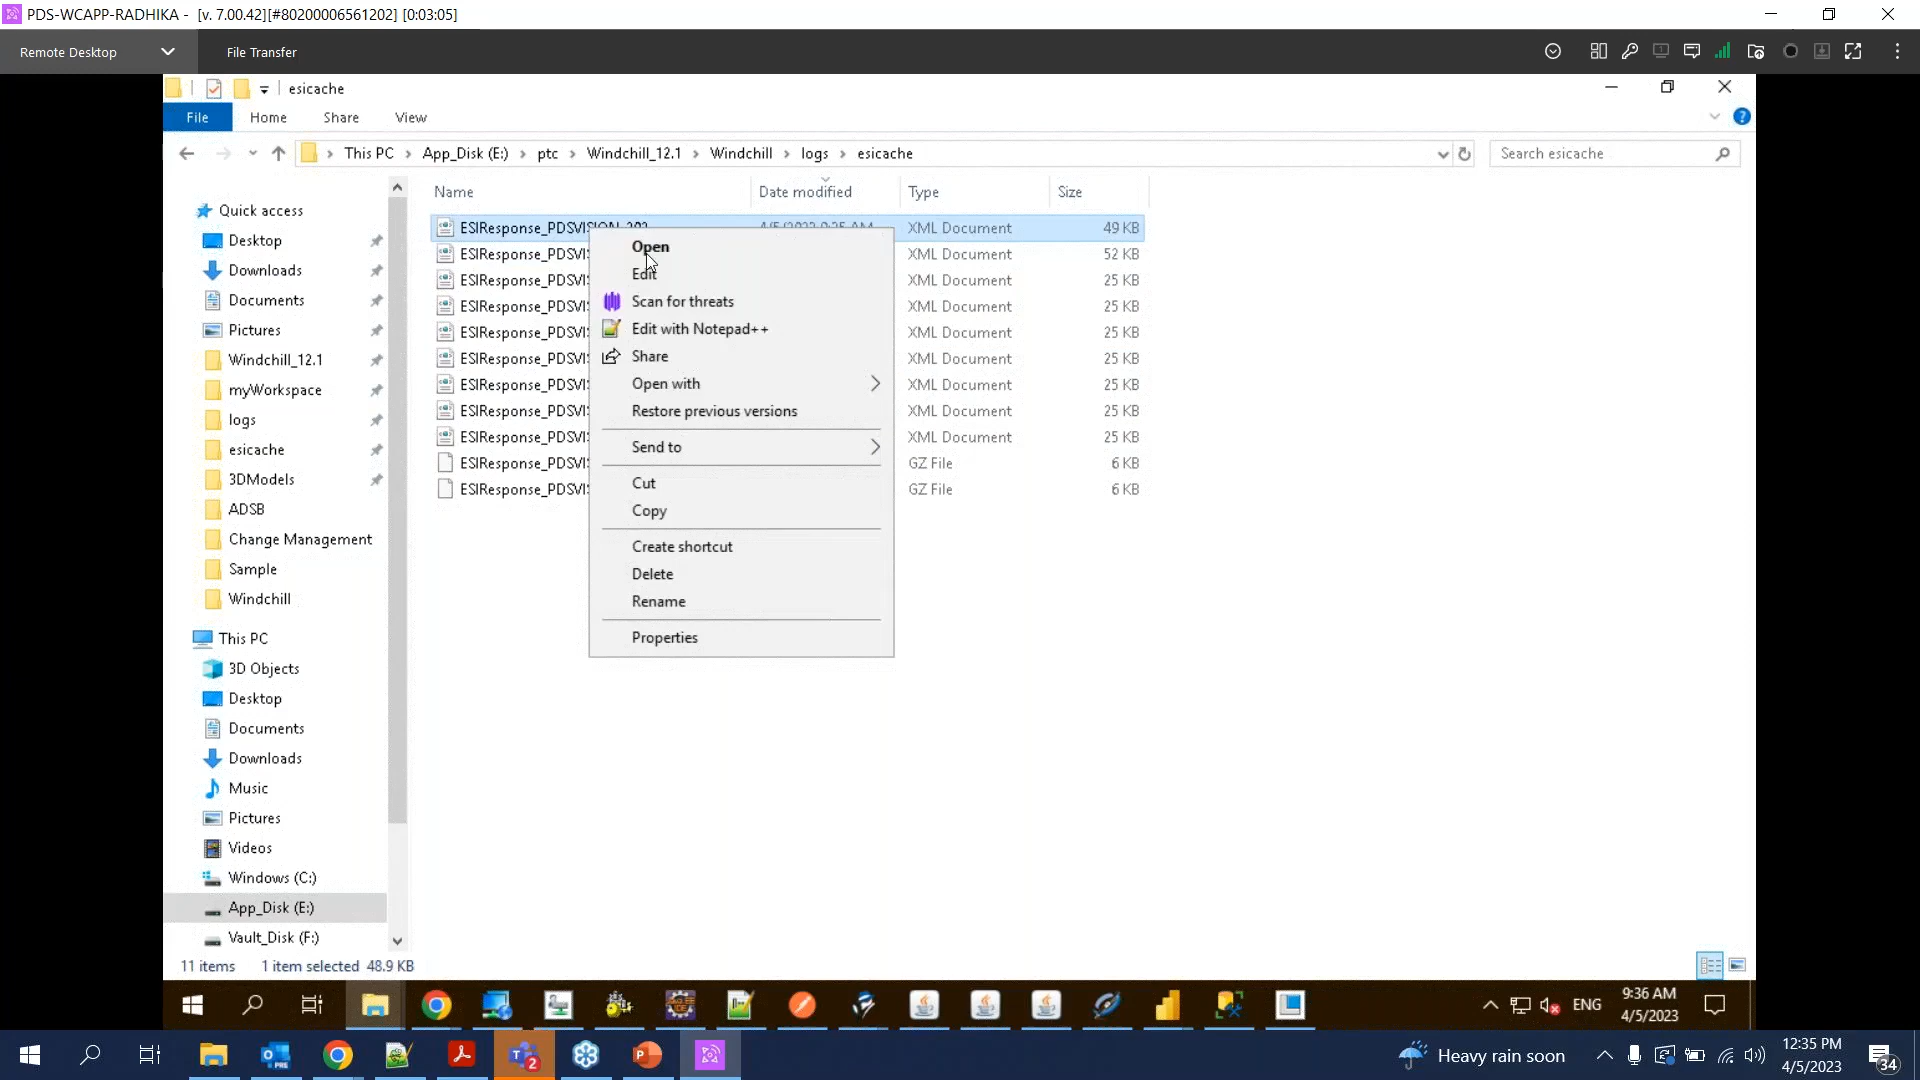 PDS-WCAPP-RADHIKA - [v. 7.00.42][#80200006561202] [0:03:05]
Remote Desktop
File Transfer
esicache
File Home Share View
This PC > App_Disk (E:) > ptc > Windchill_12.1 > Windchill > logs > esicache
Search esicache
Name Date modified Type Size
Quick access
Desktop
Downloads
Documents
Pictures
Windchill_12.1
myWorkspace
logs
esicache
3DModels
ADSB
Change Management
Sample
Windchill
This PC
3D Objects
Desktop
Documents
Downloads
Music
Pictures
Videos
Windows (C:)
App_Disk (E:)
Vault_Disk (F:)
ESIResponse_PDSVISION_202 4/5/2023 9:35 AM XML Document 49 KB
ESIResponse_PDSVI XML Document 52 KB
ESIResponse_PDSVI XML Document 25 KB
ESIResponse_PDSVI XML Document 25 KB
ESIResponse_PDSVI XML Document 25 KB
ESIResponse_PDSVI XML Document 25 KB
ESIResponse_PDSVI XML Document 25 KB
ESIResponse_PDSVI XML Document 25 KB
ESIResponse_PDSVI XML Document 25 KB
ESIResponse_PDSVI GZ File 6 KB
ESIResponse_PDSVI GZ File 6 KB
Open
Edit
Scan for threats
Edit with Notepad++
Share
Open with
Restore previous versions
Send to
Cut
Copy
Create shortcut
Delete
Rename
Properties
11 items 1 item selected 48.9 KB
ENG
9:36 AM
4/5/2023
Heavy rain soon
12:35 PM
4/5/2023
34